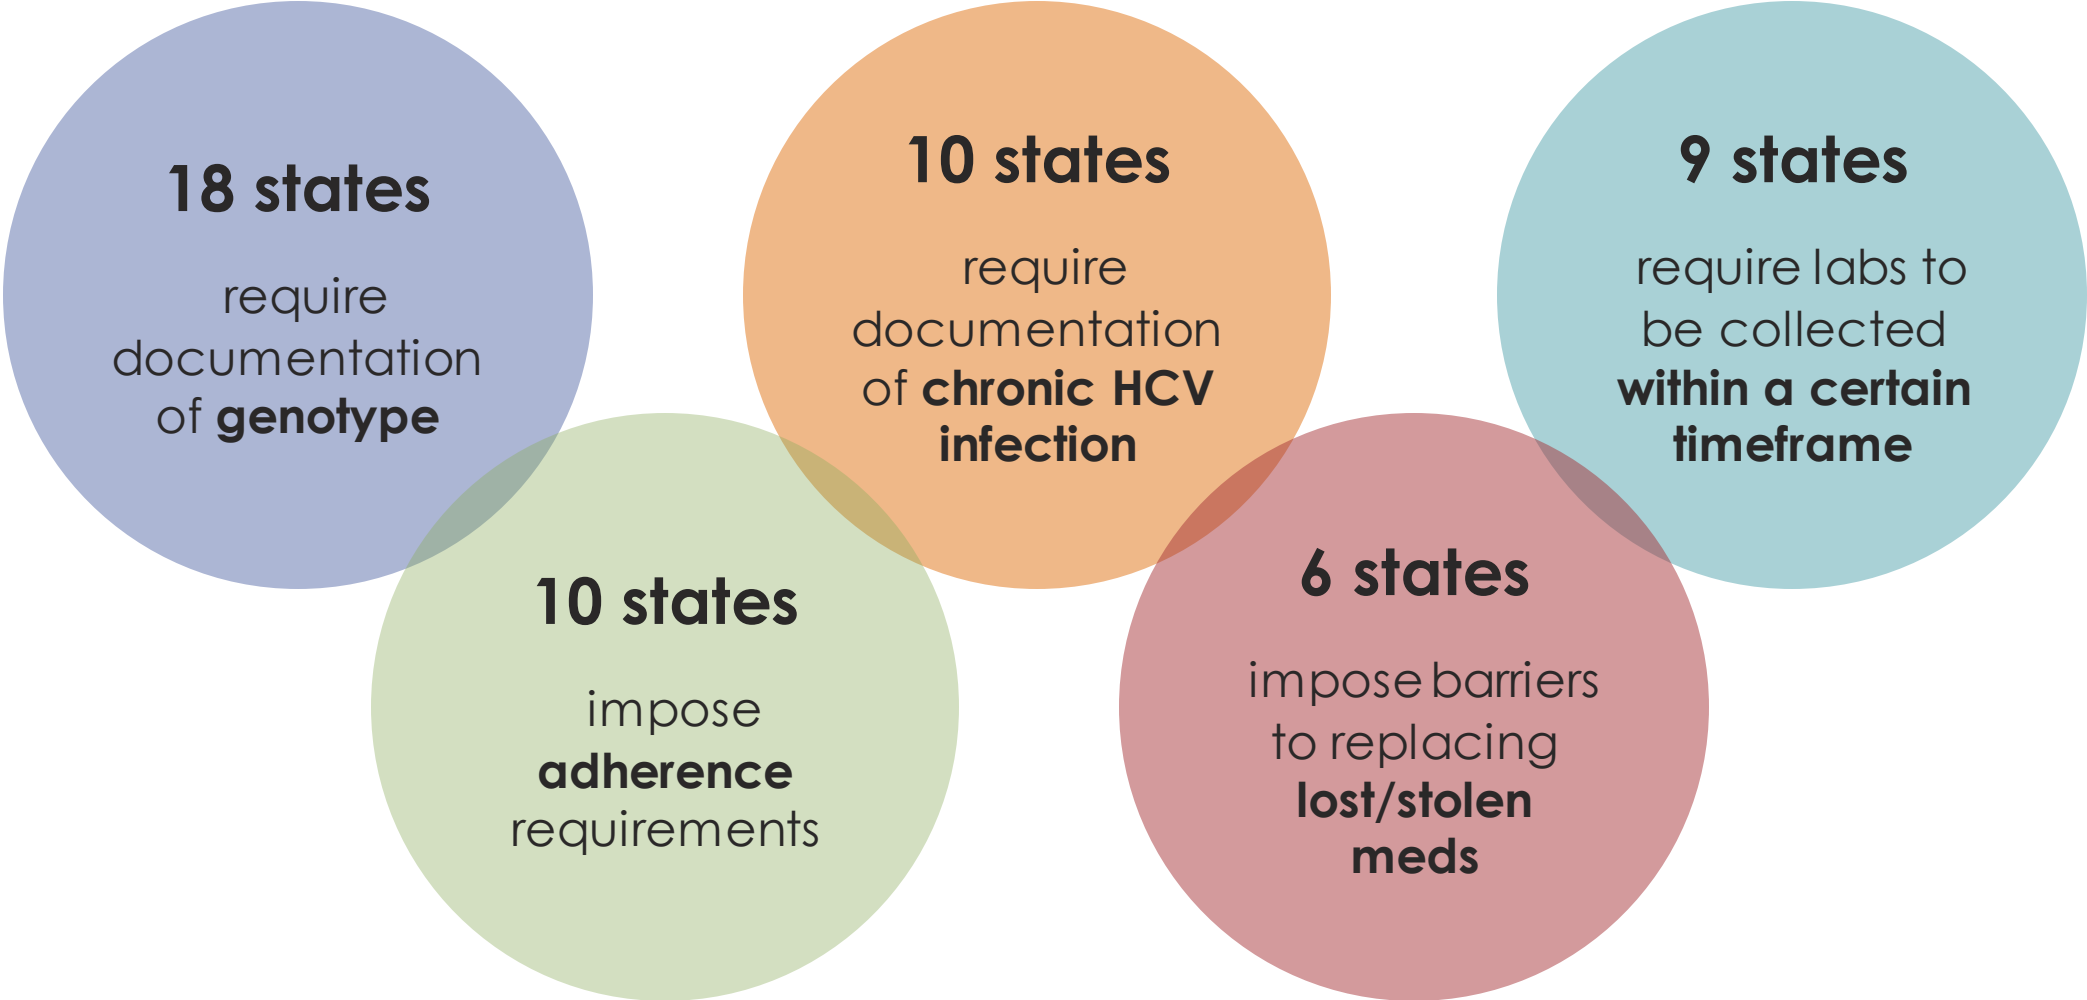 18 states
require
documentation
of genotype
10 states
impose
adherence
requirements
10 states
require
documentation
of chronic HCV
infection
6 states
impose barriers
to replacing
lost/stolen
meds
9 states
require labs to
be collected
within a certain
timeframe